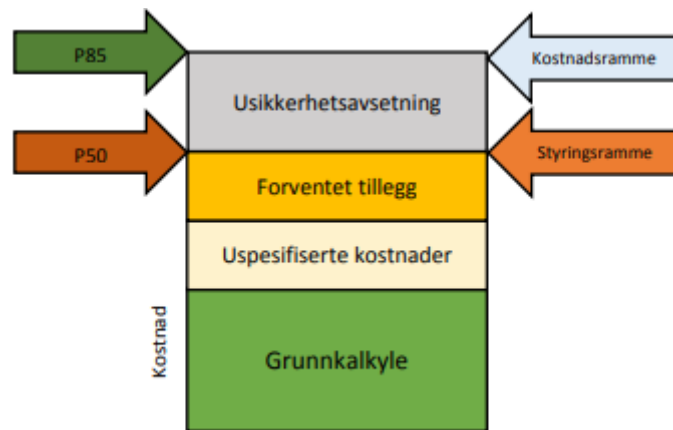 P85
Kostnadsramme
Usikkerhetsavsetning
P50
Styringsramme
Forventet tillegg
Uspesifiserte kostnader
Kostnad
Grunnkalkyle